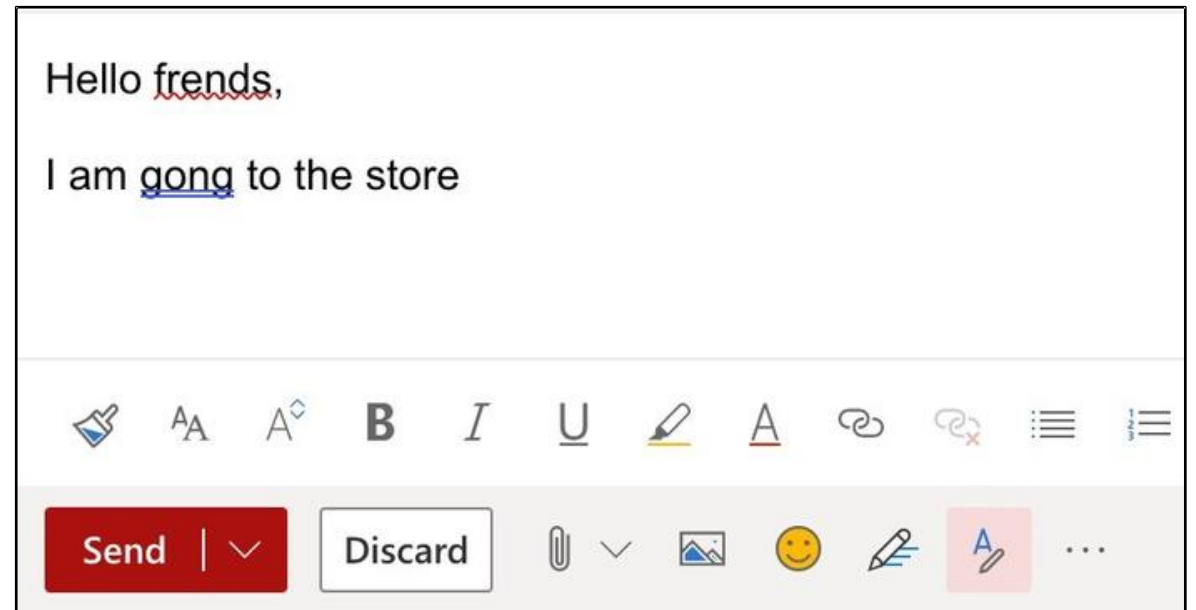 Hello frends,
I am gong to the store
Send
Discard